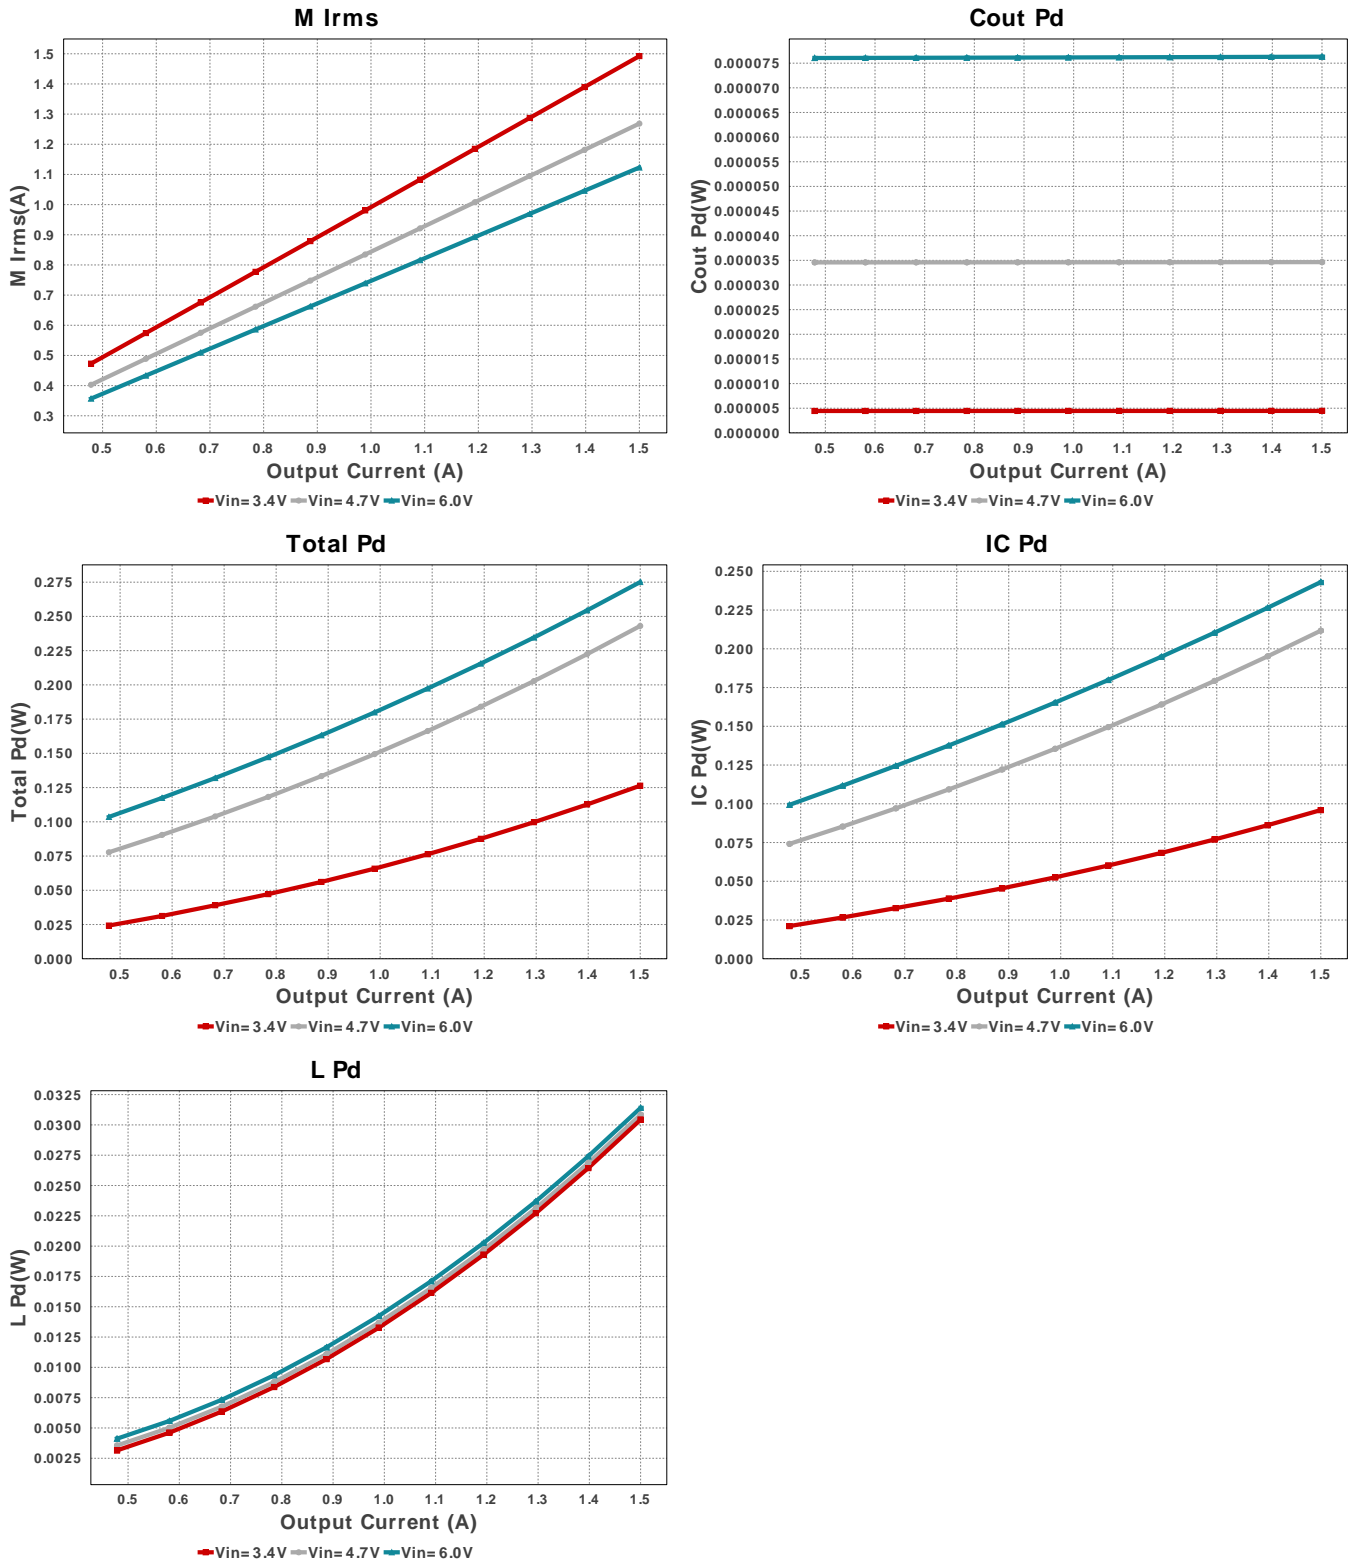 M Irms
1.5
1.4
1.3
1.2
1.1
1.0
0.9
0.8
0.7
0.6
0.5
0.4
0.3
M Irms(A)
0.5 0.6 0.7 0.8 0.9 1.0 1.1 1.2 1.3 1.4 1.5
Output Current (A)
Vin=3.4V Vin=4.7V Vin=6.0V
Cout Pd
0.000075
0.000070
0.000065
0.000060
0.000055
0.000050
0.000045
0.000040
0.000035
0.000030
0.000025
0.000020
0.000015
0.000010
0.000005
0.000000
Cout Pd(W)
0.5 0.6 0.7 0.8 0.9 1.0 1.1 1.2 1.3 1.4 1.5
Output Current (A)
Vin=3.4V Vin=4.7V Vin=6.0V
Total Pd
0.275
0.250
0.225
0.200
0.175
0.150
0.125
0.100
0.075
0.050
0.025
0.000
Total Pd(W)
0.5 0.6 0.7 0.8 0.9 1.0 1.1 1.2 1.3 1.4 1.5
Output Current (A)
Vin=3.4V Vin=4.7V Vin=6.0V
IC Pd
0.250
0.225
0.200
0.175
0.150
0.125
0.100
0.075
0.050
0.025
0.000
IC Pd(W)
0.5 0.6 0.7 0.8 0.9 1.0 1.1 1.2 1.3 1.4 1.5
Output Current (A)
Vin=3.4V Vin=4.7V Vin=6.0V
L Pd
0.0325
0.0300
0.0275
0.0250
0.0225
0.0200
0.0175
0.0150
0.0125
0.0100
0.0075
0.0050
0.0025
L Pd(W)
0.5 0.6 0.7 0.8 0.9 1.0 1.1 1.2 1.3 1.4 1.5
Output Current (A)
Vin=3.4V Vin=4.7V Vin=6.0V